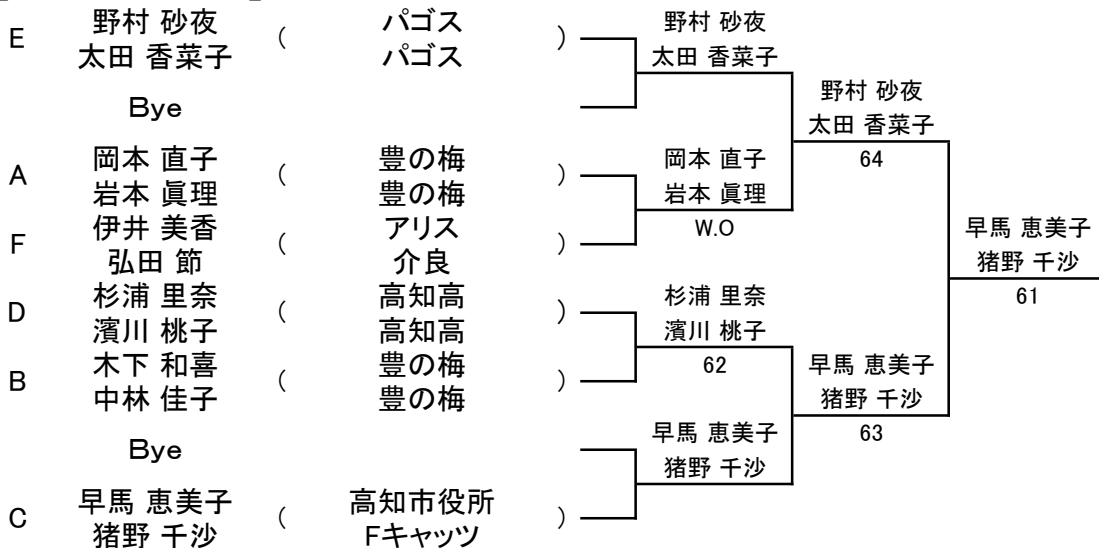 E 野村 砂夜 ( パゴス )
太田 香菜子 パゴス
Bye
A 岡本 直子 ( 豊の梅 )
岩本 眞理 豊の梅
F 伊井 美香 ( アリス )
弘田 節 介良
D 杉浦 里奈 ( 高知高 )
濱川 桃子 高知高
B 木下 和喜 ( 豊の梅 )
中林 佳子 豊の梅
Bye
C 早馬 恵美子 ( 高知市役所 )
猪野 千沙 Fキャッツ
野村 砂夜
太田 香菜子
岡本 直子
岩本 眞理
W.O
杉浦 里奈
濱川 桃子
62
早馬 恵美子
猪野 千沙
野村 砂夜
太田 香菜子
64
早馬 恵美子
猪野 千沙
63
早馬 恵美子
猪野 千沙
61